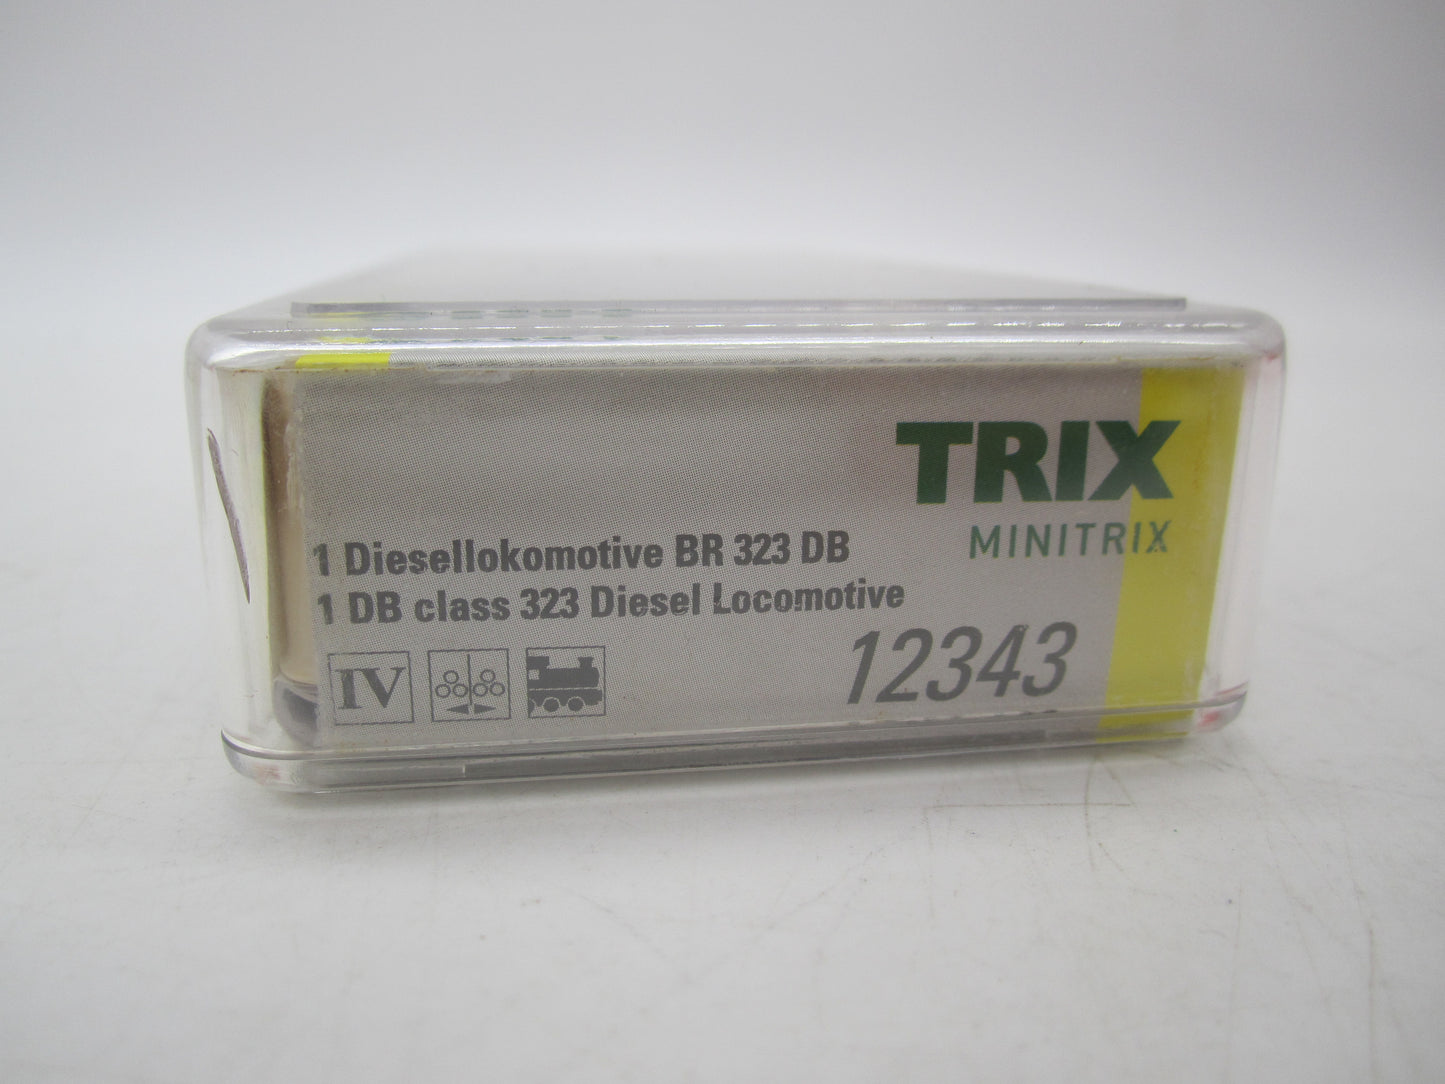 TRIX
MINITRIX
1 Diesellokomotive BR 323 DB
1 DB class 323 Diesel Locomotive
12343
IV